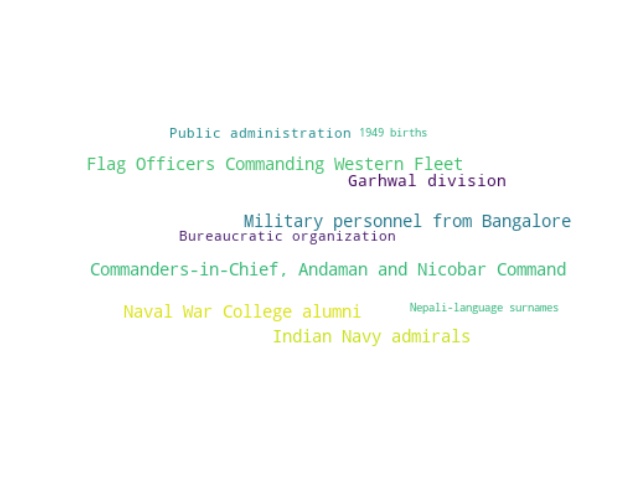 Public administration 1949 births
Flag Officers Commanding Western Fleet
Garhwal division
Military personnel from Bangalore
Bureaucratic organization
Commanders-in-Chief, Andaman and Nicobar Command
Naval War College alumni Nepali-language surnames
Indian Navy admirals